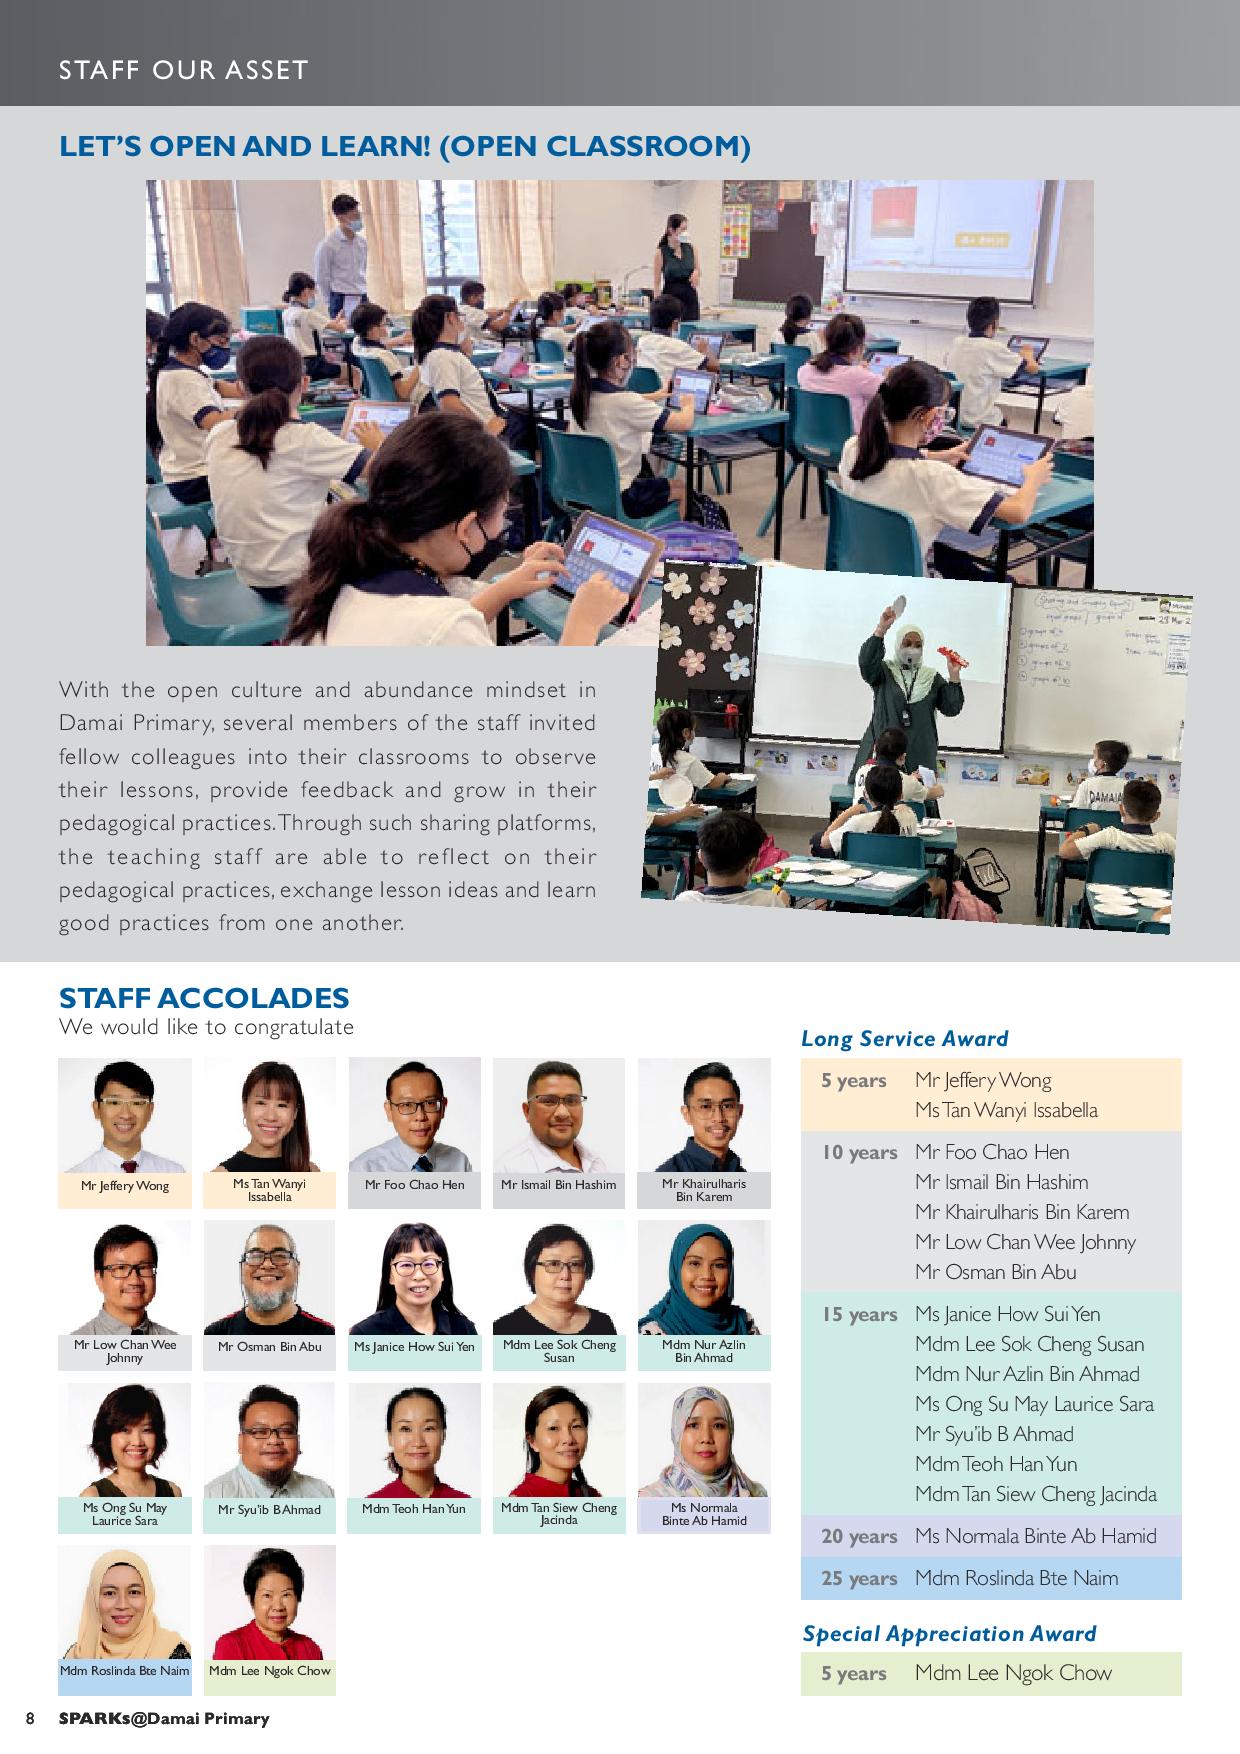 STAFF OUR ASSET
LET'S OPEN AND LEARN! (OPEN CLASSROOM)
With the open culture and abundance mindset in
Damai Primary, several members of the staff invited
fellow colleagues into their classrooms to observe
their lessons, provide feedback and grow in their
pedagogical practices. Through such sharing platforms,
the teaching staff are able to reflect on their
pedagogical practices, exchange lesson ideas and learn
good practices from one another.
STAFF ACCOLADES
We would like to congratulate
Mr Jeffery Wong
Ms Tan Wanyi
Issabella
Mr Foo Chao Hen
Mr Ismail Bin Hashim
Mr Khairulharis
Bin Karem
Mr Low Chan Wee
Johnny
Mr Osman Bin Abu
Ms Janice How Sui Yen
Mdm Lee Sok Cheng
Susan
Mdm Nur Azlin
Bin Ahmad
Ms Ong Su May
Laurice Sara
Mr Syu'ib B Ahmad
Mdm Teoh Han Yun
Mdm Tan Siew Cheng
Jacinda
Ms Normala
Binte Ab Hamid
Mdm Roslinda Bte Naim
Mdm Lee Ngok Chow
Long Service Award
5 years Mr Jeffery Wong
Ms Tan Wanyi Issabella
10 years Mr Foo Chao Hen
Mr Ismail Bin Hashim
Mr Khairulharis Bin Karem
Mr Low Chan Wee Johnny
Mr Osman Bin Abu
15 years Ms Janice How Sui Yen
Mdm Lee Sok Cheng Susan
Mdm Nur Azlin Bin Ahmad
Ms Ong Su May Laurice Sara
Mr Syu'ib B Ahmad
Mdm Teoh Han Yun
Mdm Tan Siew Cheng Jacinda
20 years Ms Normala Binte Ab Hamid
25 years Mdm Roslinda Bte Naim
Special Appreciation Award
5 years Mdm Lee Ngok Chow
8 SPARKs@Damai Primary